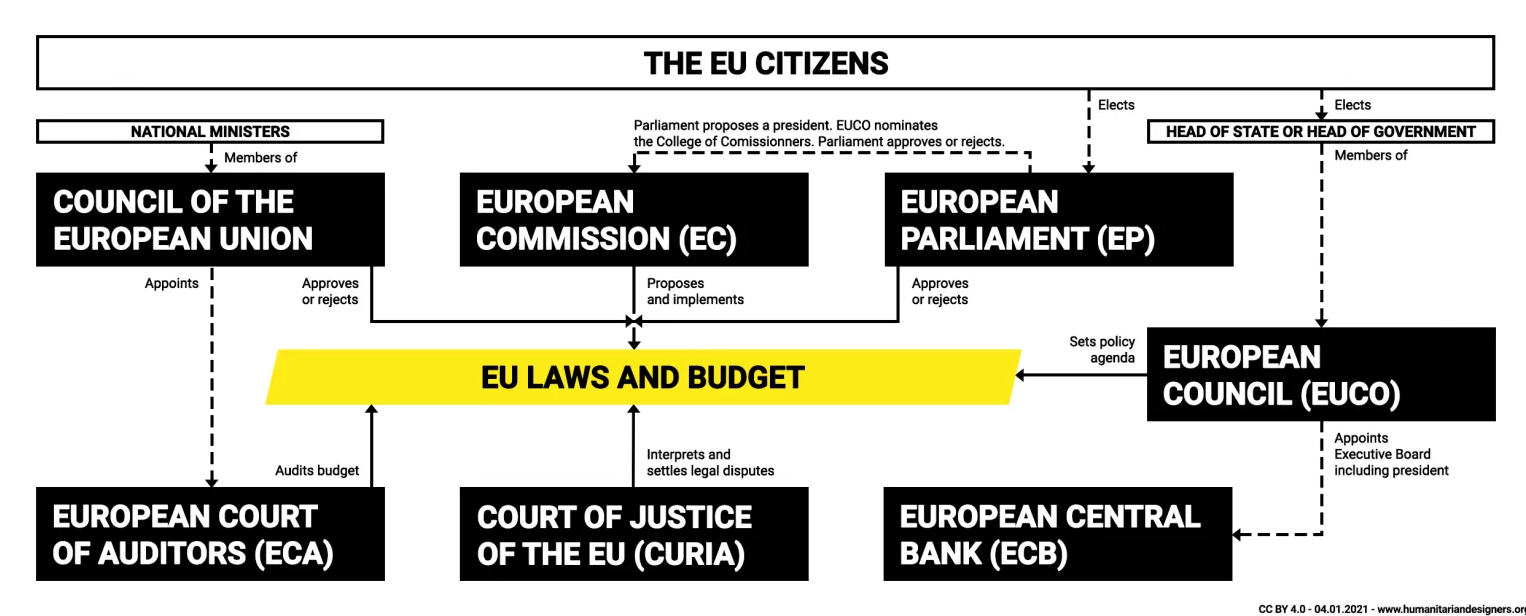 THE EU CITIZENS
Elects
Elects
NATIONAL MINISTERS
Members of
Parliament proposes a president. EUCO nominates
the College of Comissionners. Parliament approves or rejects.
HEAD OF STATE OR HEAD OF GOVERNMENT
Members of
COUNCIL OF THE
EUROPEAN UNION
EUROPEAN
COMMISSION (EC)
EUROPEAN
PARLIAMENT (EP)
Appoints
Approves
or rejects
Proposes
and implements
Approves
or rejects
Sets policy
agenda
EUROPEAN
COUNCIL (EUCO)
EU LAWS AND BUDGET
Audits budget
Interprets and
settles legal disputes
Appoints
Executive Board
including president
EUROPEAN COURT
OF AUDITORS (ECA)
COURT OF JUSTICE
OF THE EU (CURIA)
EUROPEAN CENTRAL
BANK (ECB)
CC BY 4.0 - 04.01.2021 - www.humanitariandesigners.org